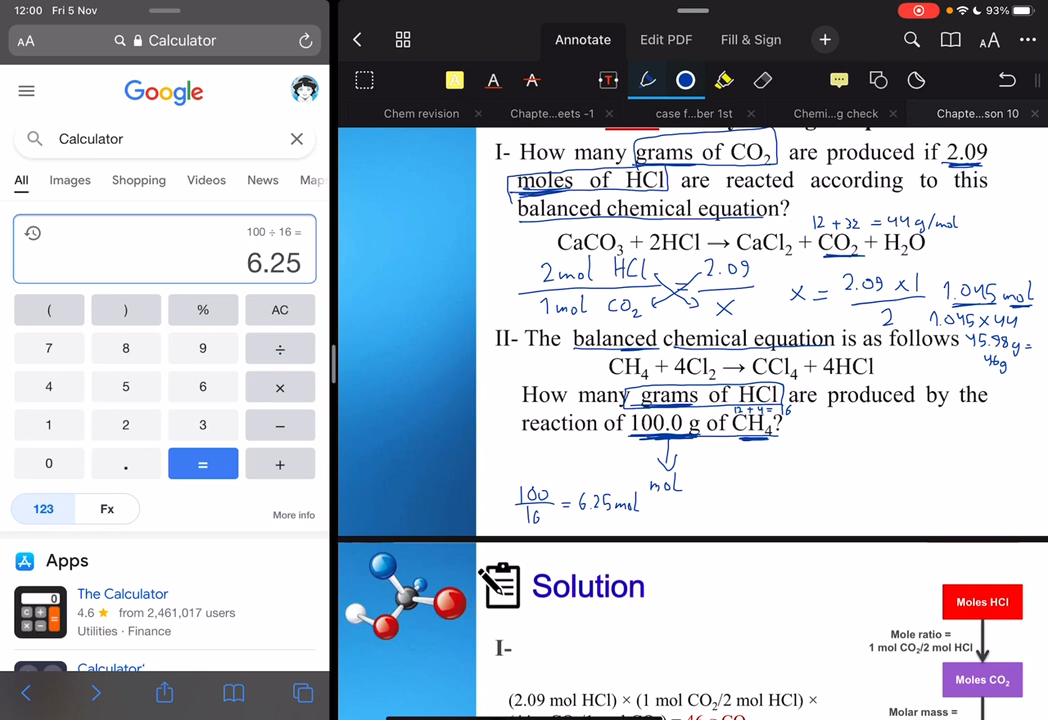 12:00 Fri 5 Nov
93%
AA
Calculator
Google
Calculator
All Images Shopping Videos News Map
100 ÷ 16 =
6.25
( ) % AC
7 8 9 ÷
4 5 6 ×
1 2 3 −
0 . = +
123 Fx
More info
Apps
The Calculator
4.6 ★ from 2,461,017 users
Utilities · Finance
Calculator'
Annotate Edit PDF Fill & Sign
AA
A A A T
Chem revision × Chapte...eets -1 × case f...ber 1st × Chemi...g check × Chapte...son 10 ×
I- How many grams of CO₂ are produced if 2.09
moles of HCl are reacted according to this
balanced chemical equation?
12 + 32 = 44 g/mol
CaCO₃ + 2HCl → CaCl₂ + CO₂ + H₂O
2 mol HCl 2.09
1 mol CO₂ x
x = 2.09 x 1
2
1.045 mol
1.045 x 44
45.98g =
46g
II- The balanced chemical equation is as follows
CH₄ + 4Cl₂ → CCl₄ + 4HCl
How many grams of HCl are produced by the
12 + 4 = 16
reaction of 100.0 g of CH₄?
mol
100
16
= 6.25 mol
Solution
I-
Moles HCl
Mole ratio =
1 mol CO₂/2 mol HCl
Moles CO₂
Molar mass =
(2.09 mol HCl) × (1 mol CO₂/2 mol HCl) ×